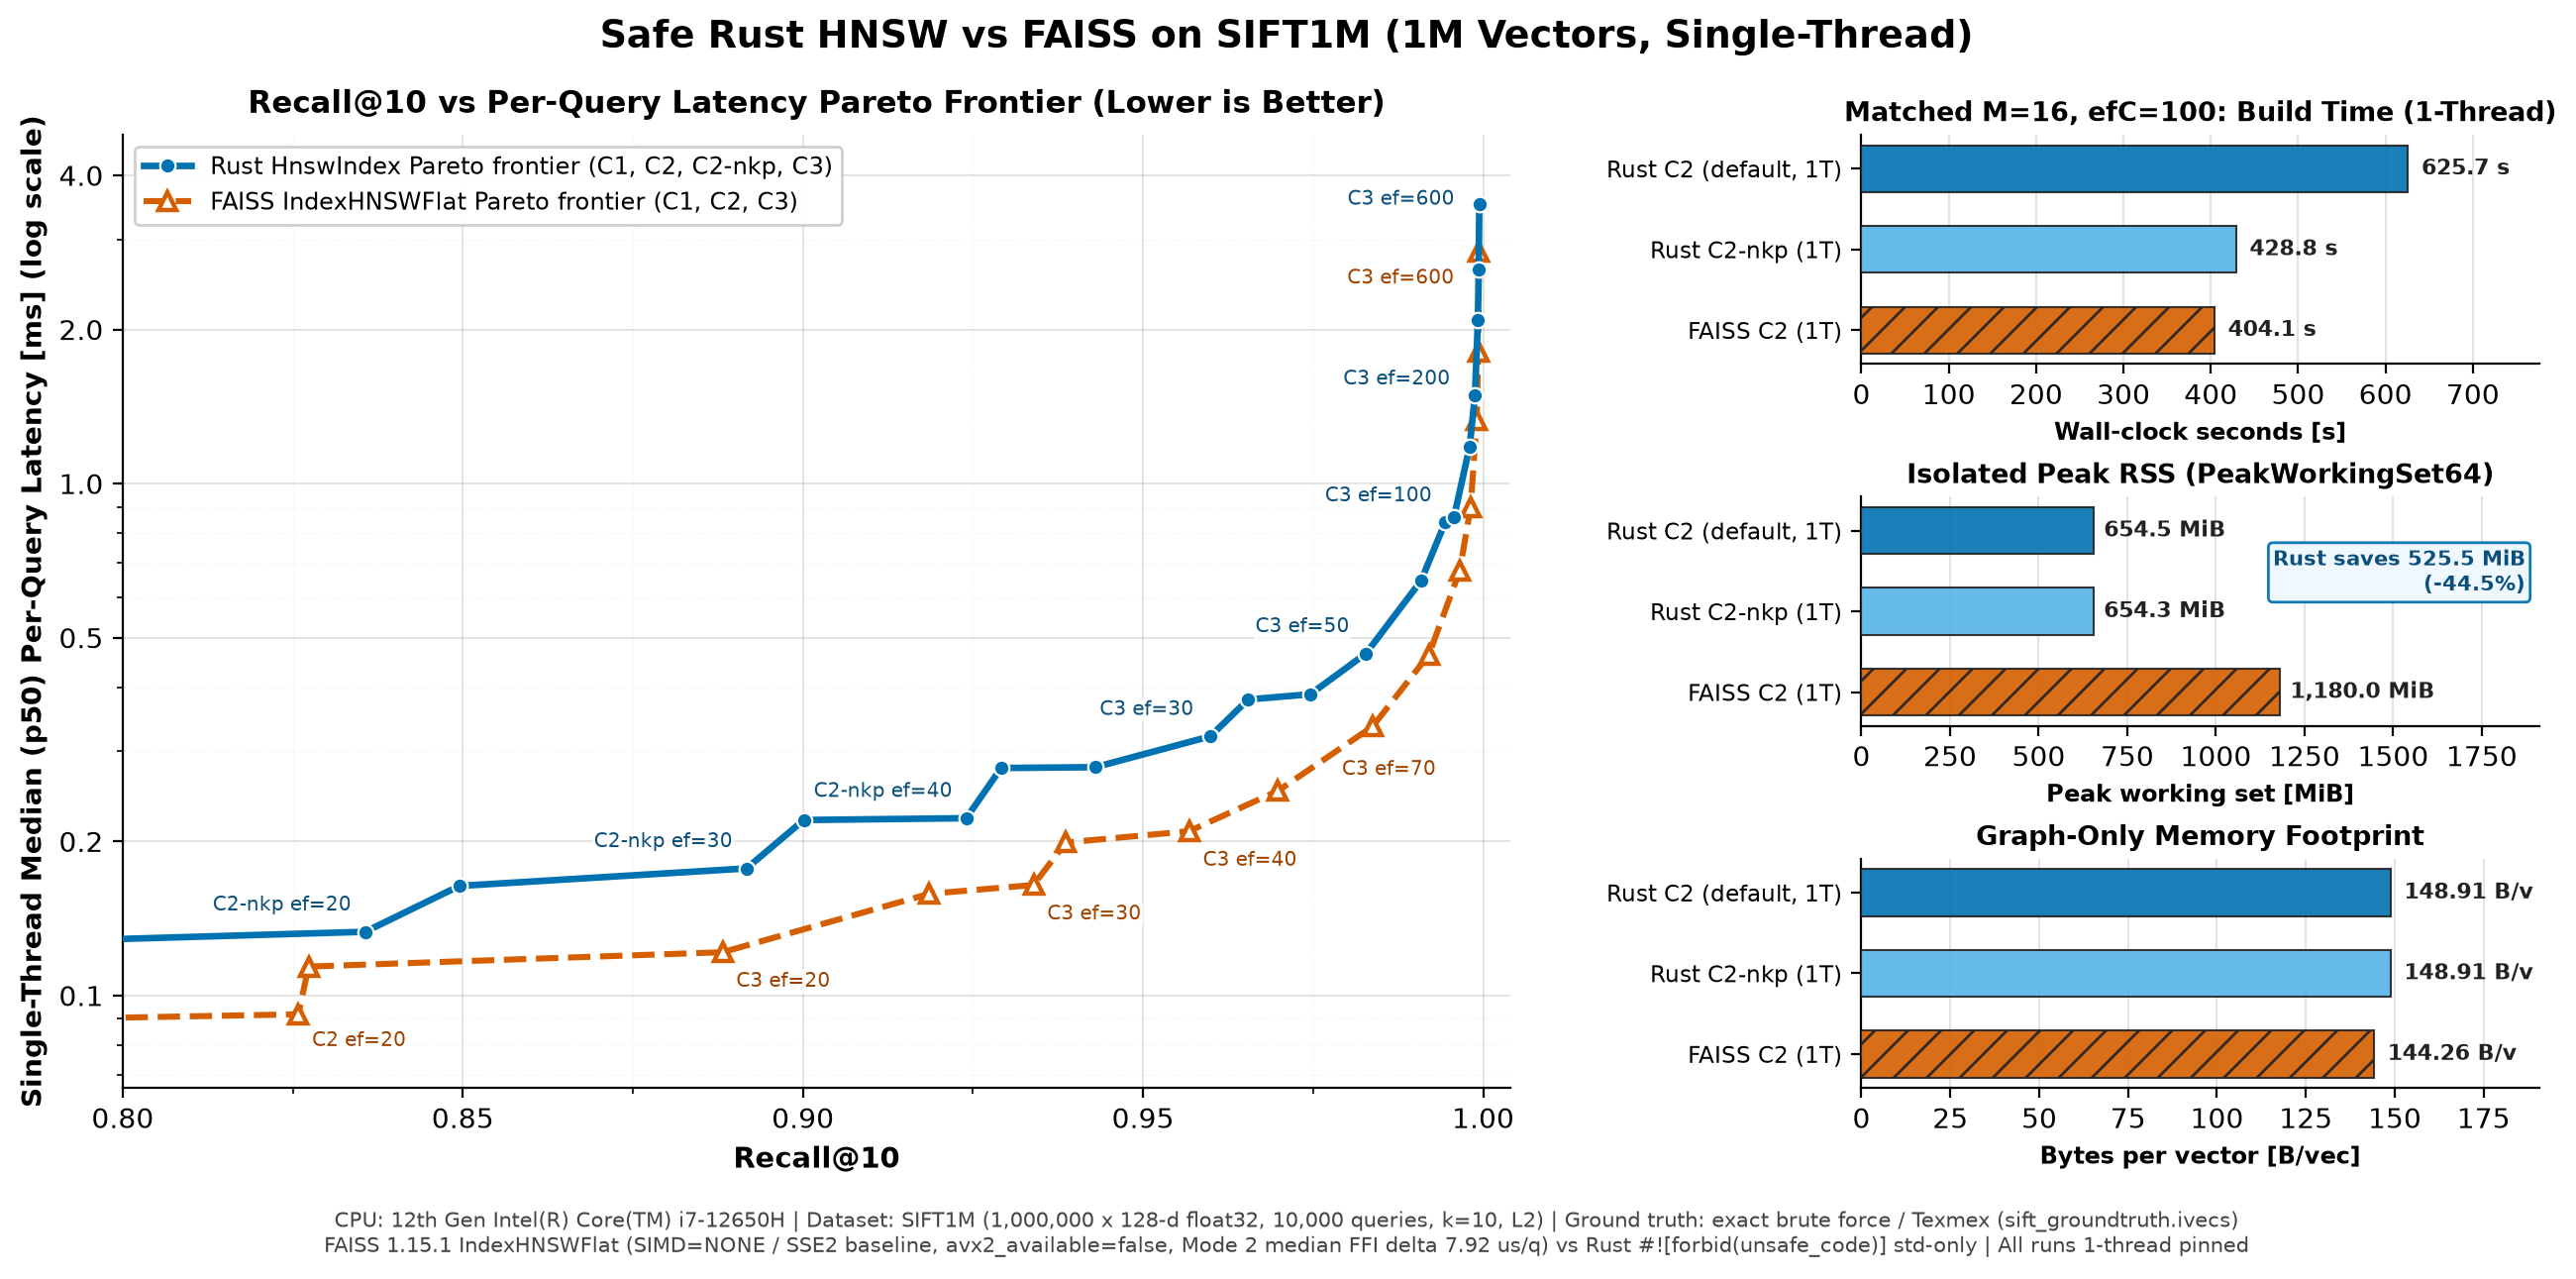 Safe Rust HNSW vs FAISS on SIFT1M (1M Vectors, Single-Thread)
Recall@10 vs Per-Query Latency Pareto Frontier (Lower is Better)
Single-Thread Median (p50) Per-Query Latency [ms] (log scale)
Rust HnswIndex Pareto frontier (C1, C2, C2-nkp, C3)
FAISS IndexHNSWFlat Pareto frontier (C1, C2, C3)
4.0
2.0
1.0
0.5
0.2
0.1
C3 ef=600
C3 ef=600
C3 ef=200
C3 ef=100
C3 ef=50
C3 ef=30
C3 ef=70
C2-nkp ef=40
C2-nkp ef=30
C3 ef=40
C2-nkp ef=20
C3 ef=30
C3 ef=20
C2 ef=20
0.80 0.85 0.90 0.95 1.00
Recall@10
Matched M=16, efC=100: Build Time (1-Thread)
Rust C2 (default, 1T) 625.7 s
Rust C2-nkp (1T) 428.8 s
FAISS C2 (1T) 404.1 s
0 100 200 300 400 500 600 700
Wall-clock seconds [s]
Isolated Peak RSS (PeakWorkingSet64)
Rust C2 (default, 1T) 654.5 MiB
Rust saves 525.5 MiB
(-44.5%)
Rust C2-nkp (1T) 654.3 MiB
FAISS C2 (1T) 1,180.0 MiB
0 250 500 750 1000 1250 1500 1750
Peak working set [MiB]
Graph-Only Memory Footprint
Rust C2 (default, 1T) 148.91 B/v
Rust C2-nkp (1T) 148.91 B/v
FAISS C2 (1T) 144.26 B/v
0 25 50 75 100 125 150 175
Bytes per vector [B/vec]
CPU: 12th Gen Intel(R) Core(TM) i7-12650H | Dataset: SIFT1M (1,000,000 x 128-d float32, 10,000 queries, k=10, L2) | Ground truth: exact brute force / Texmex (sift_groundtruth.ivecs)
FAISS 1.15.1 IndexHNSWFlat (SIMD=NONE / SSE2 baseline, avx2_available=false, Mode 2 median FFI delta 7.92 us/q) vs Rust #![forbid(unsafe_code)] std-only | All runs 1-thread pinned